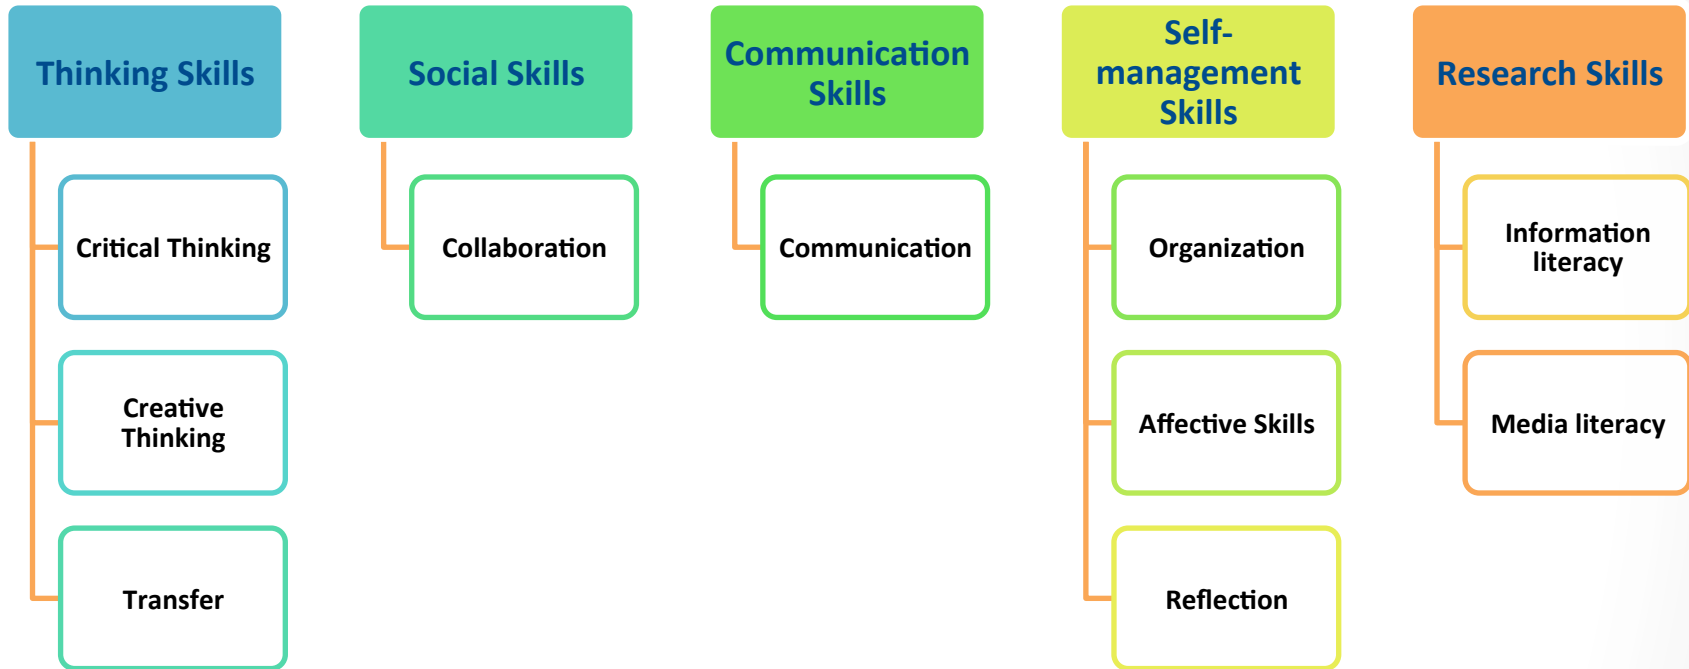 Thinking Skills
Critical Thinking
Creative
Thinking
Transfer
Social Skills
Collaboration
Communication
Skills
Communication
Self-
management
Skills
Organization
Affective Skills
Reflection
Research Skills
Information
literacy
Media literacy